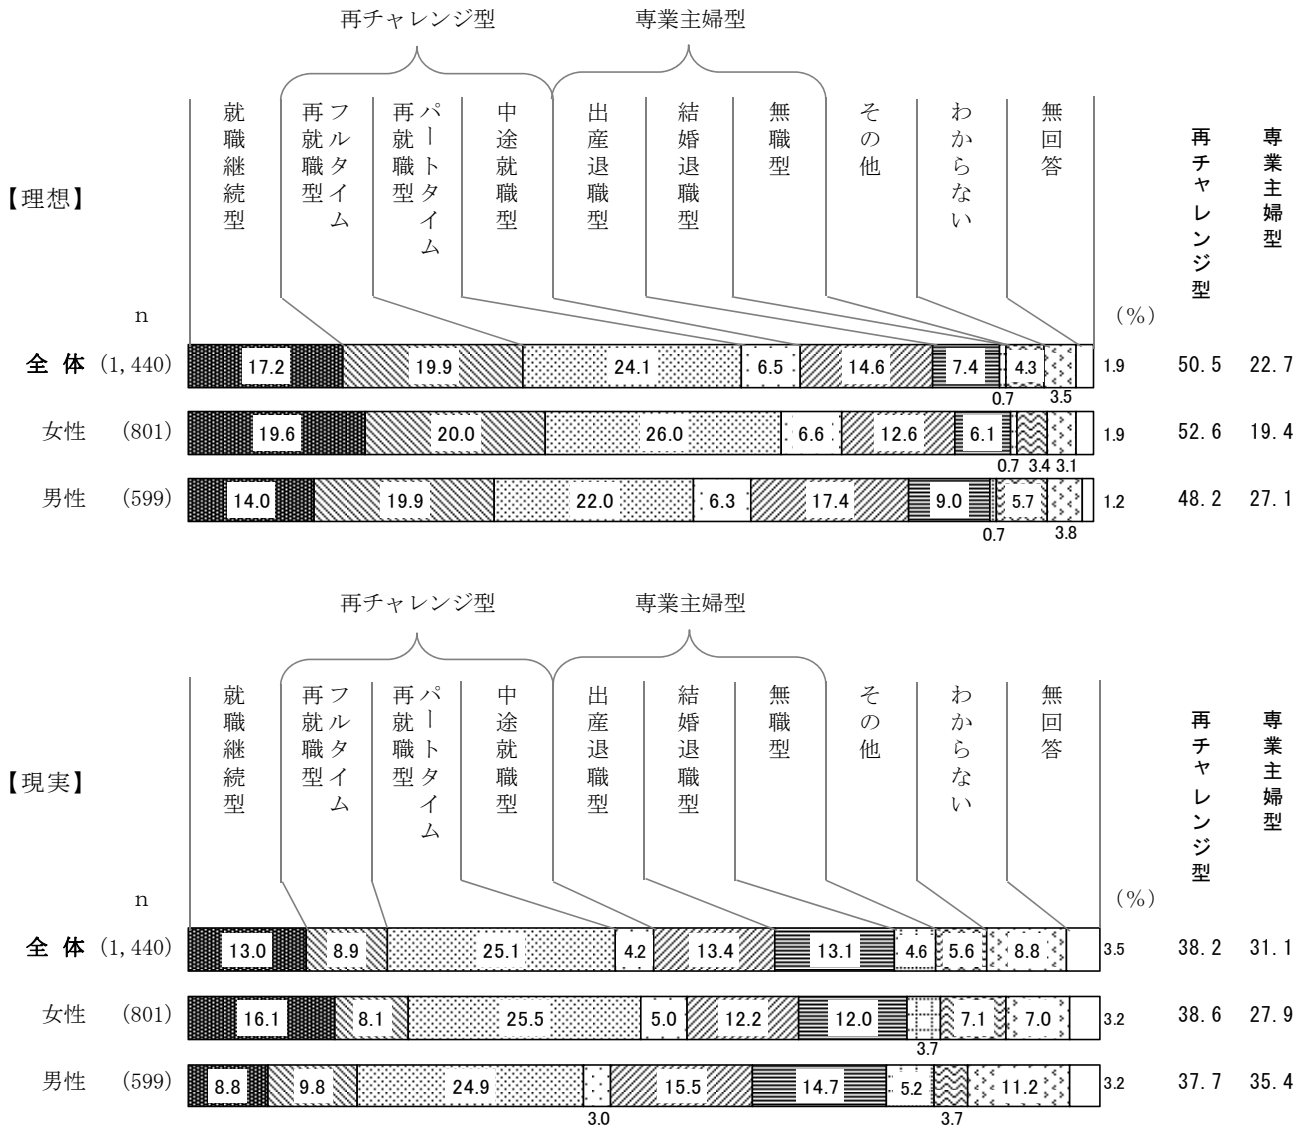 再チャレンジ型 専業主婦型
就職継続型
フルタイム再就職型
パートタイム再就職型
中途就職型
出産退職型
結婚退職型
無職型
その他
わからない
無回答
再チャレンジ型
専業主婦型
【理想】
n (%)
全 体 (1,440) 17.2 19.9 24.1 6.5 14.6 7.4 4.3 1.9 50.5 22.7
0.7 3.5
女性 (801) 19.6 20.0 26.0 6.6 12.6 6.1 1.9 52.6 19.4
0.7 3.4 3.1
男性 (599) 14.0 19.9 22.0 6.3 17.4 9.0 5.7 1.2 48.2 27.1
0.7 3.8
再チャレンジ型 専業主婦型
就職継続型
フルタイム再就職型
パートタイム再就職型
中途就職型
出産退職型
結婚退職型
無職型
その他
わからない
無回答
再チャレンジ型
専業主婦型
【現実】
n (%)
全 体 (1,440) 13.0 8.9 25.1 4.2 13.4 13.1 4.6 5.6 8.8 3.5 38.2 31.1
女性 (801) 16.1 8.1 25.5 5.0 12.2 12.0 7.1 7.0 3.2 38.6 27.9
3.7
男性 (599) 8.8 9.8 24.9 15.5 14.7 5.2 11.2 3.2 37.7 35.4
3.0 3.7